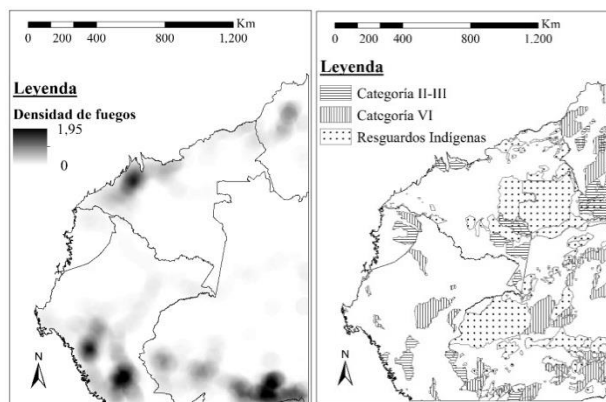 Km
0 200 400 800 1,200
Leyenda
Densidad de fuegos
1,95
0
N
Km
0 200 400 800 1,200
Leyenda
Categoría II-III
Categoría VI
Resguardos Indígenas
N